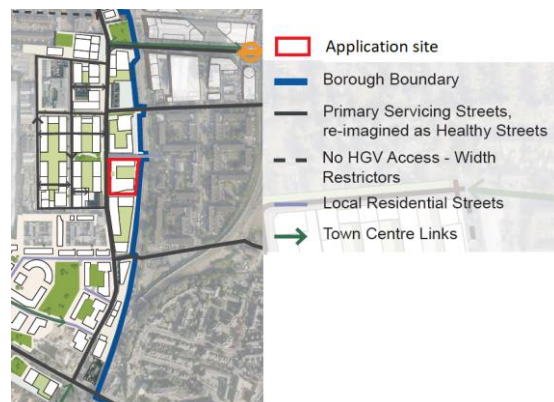 Application site
Borough Boundary
Primary Servicing Streets,
re-imagined as Healthy Streets
No HGV Access - Width
Restrictors
Local Residential Streets
Town Centre Links